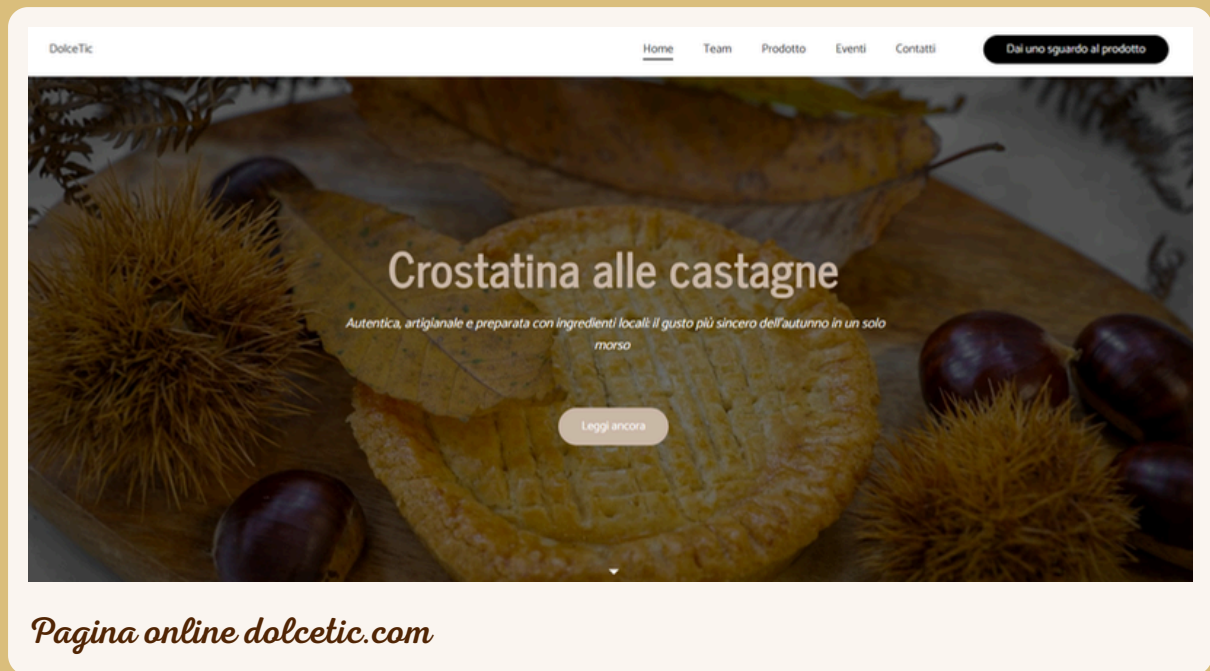 DolceTic
Home Team Prodotto Eventi Contatti Dai uno sguardo al prodotto
Crostatina alle castagne
Autentica, artigianale e preparata con ingredienti locali: il gusto più sincero dell'autunno in un solo
morso
Leggi ancora
Pagina online dolcetic.com